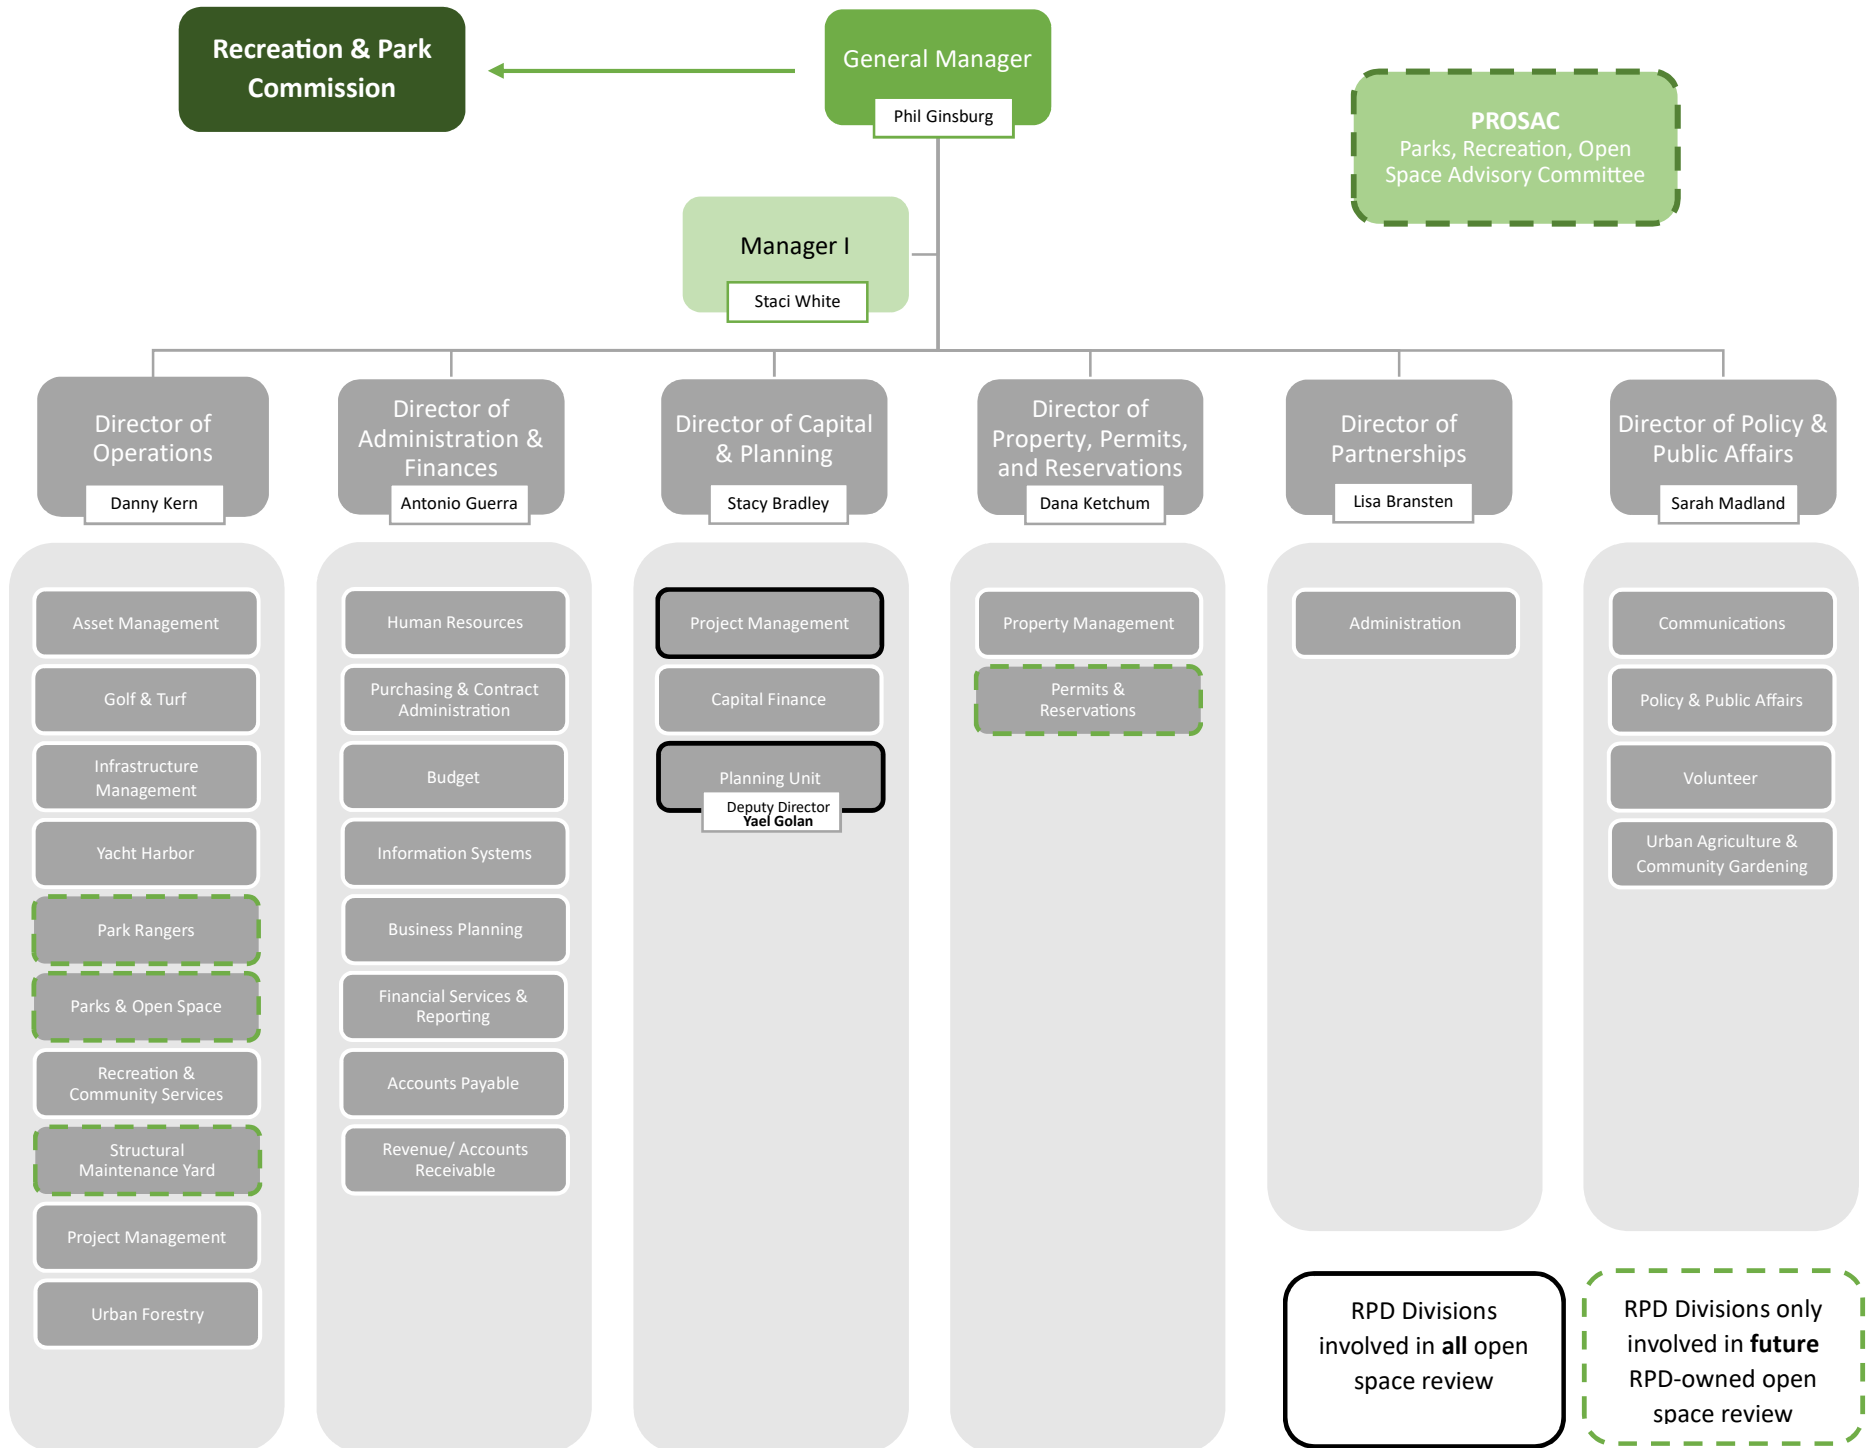 Recreation & Park
Commission
General Manager
Phil Ginsburg
PROSAC
Parks, Recreation, Open
Space Advisory Committee
Manager I
Staci White
Director of
Operations
Danny Kern
Director of
Administration &
Finances
Antonio Guerra
Director of Capital
& Planning
Stacy Bradley
Director of
Property, Permits,
and Reservations
Dana Ketchum
Director of
Partnerships
Lisa Bransten
Director of Policy &
Public Affairs
Sarah Madland
Asset Management
Golf & Turf
Infrastructure
Management
Yacht Harbor
Park Rangers
Parks & Open Space
Recreation &
Community Services
Structural
Maintenance Yard
Project Management
Urban Forestry
Human Resources
Purchasing & Contract
Administration
Budget
Information Systems
Business Planning
Financial Services &
Reporting
Accounts Payable
Revenue/ Accounts
Receivable
Project Management
Capital Finance
Planning Unit
Deputy Director
Yael Golan
Property Management
Permits &
Reservations
Administration
Communications
Policy & Public Affairs
Volunteer
Urban Agriculture &
Community Gardening
RPD Divisions
involved in all open
space review
RPD Divisions only
involved in future
RPD-owned open
space review